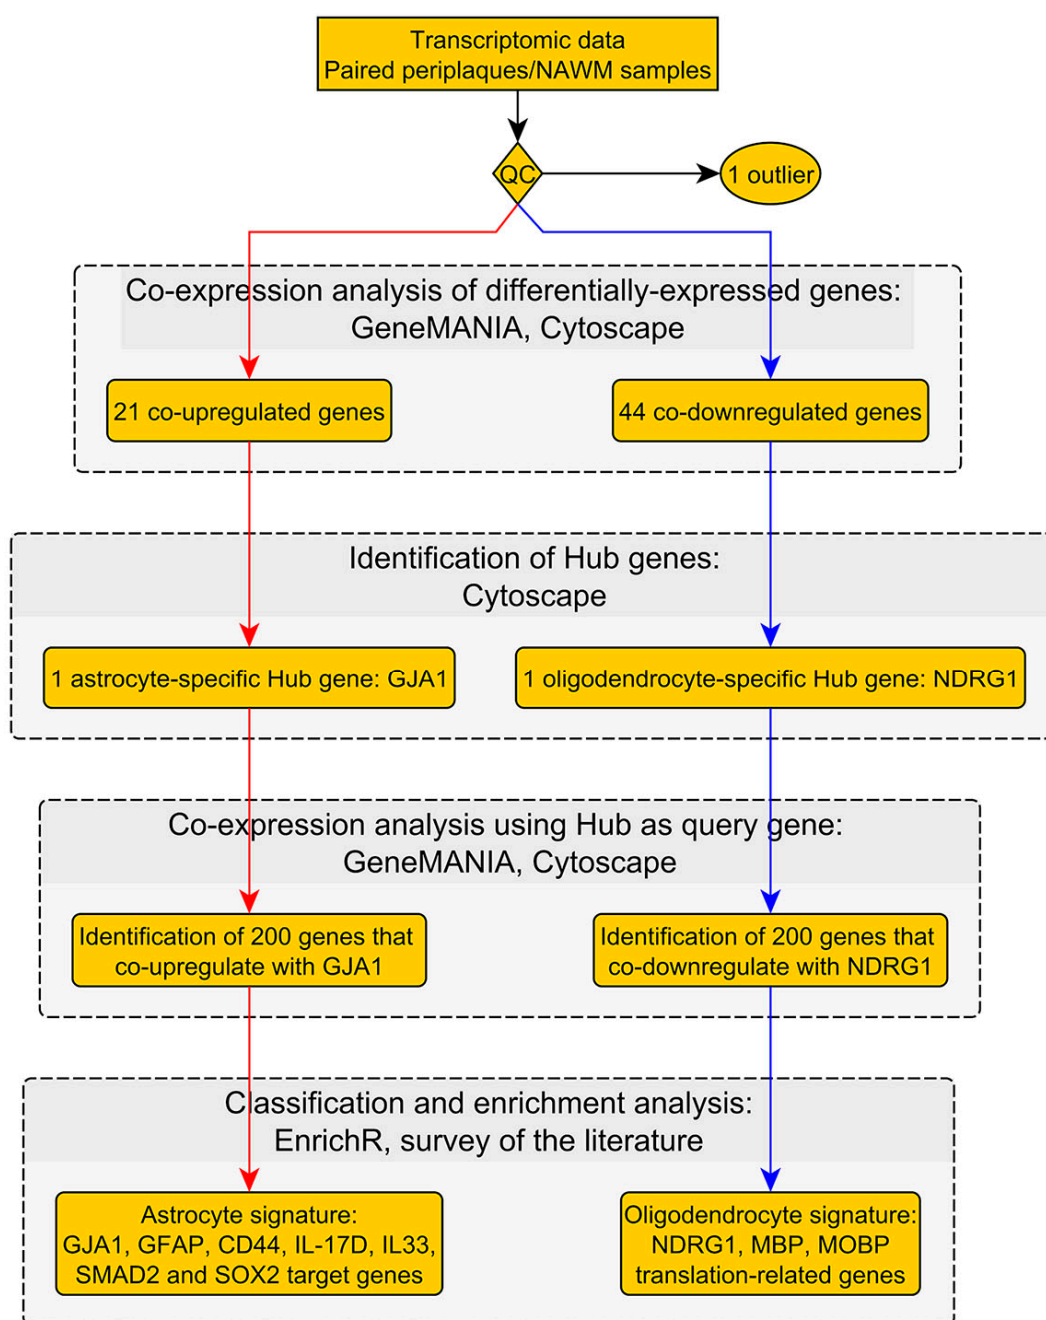 Transcriptomic data
Paired periplaques/NAWM samples
QC
1 outlier
Co-expression analysis of differentially-expressed genes:
GeneMANIA, Cytoscape
21 co-upregulated genes
44 co-downregulated genes
Identification of Hub genes:
Cytoscape
1 astrocyte-specific Hub gene: GJA1
1 oligodendrocyte-specific Hub gene: NDRG1
Co-expression analysis using Hub as query gene:
GeneMANIA, Cytoscape
Identification of 200 genes that
co-upregulate with GJA1
Identification of 200 genes that
co-downregulate with NDRG1
Classification and enrichment analysis:
EnrichR, survey of the literature
Astrocyte signature:
GJA1, GFAP, CD44, IL-17D, IL33,
SMAD2 and SOX2 target genes
Oligodendrocyte signature:
NDRG1, MBP, MOBP
translation-related genes